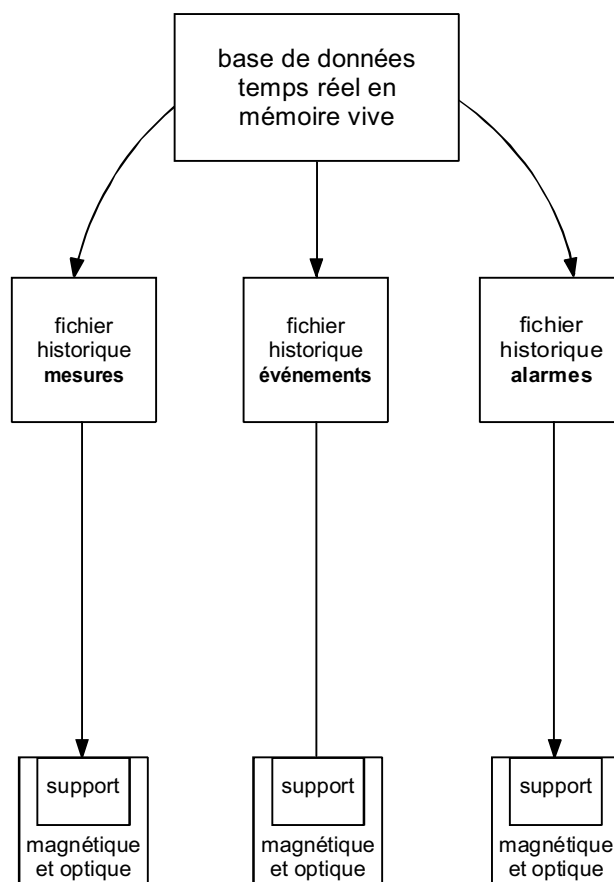 base de données
temps réel en
mémoire vive
fichier
historique
mesures
fichier
historique
événements
fichier
historique
alarmes
support
magnétique
et optique
support
magnétique
et optique
support
magnétique
et optique